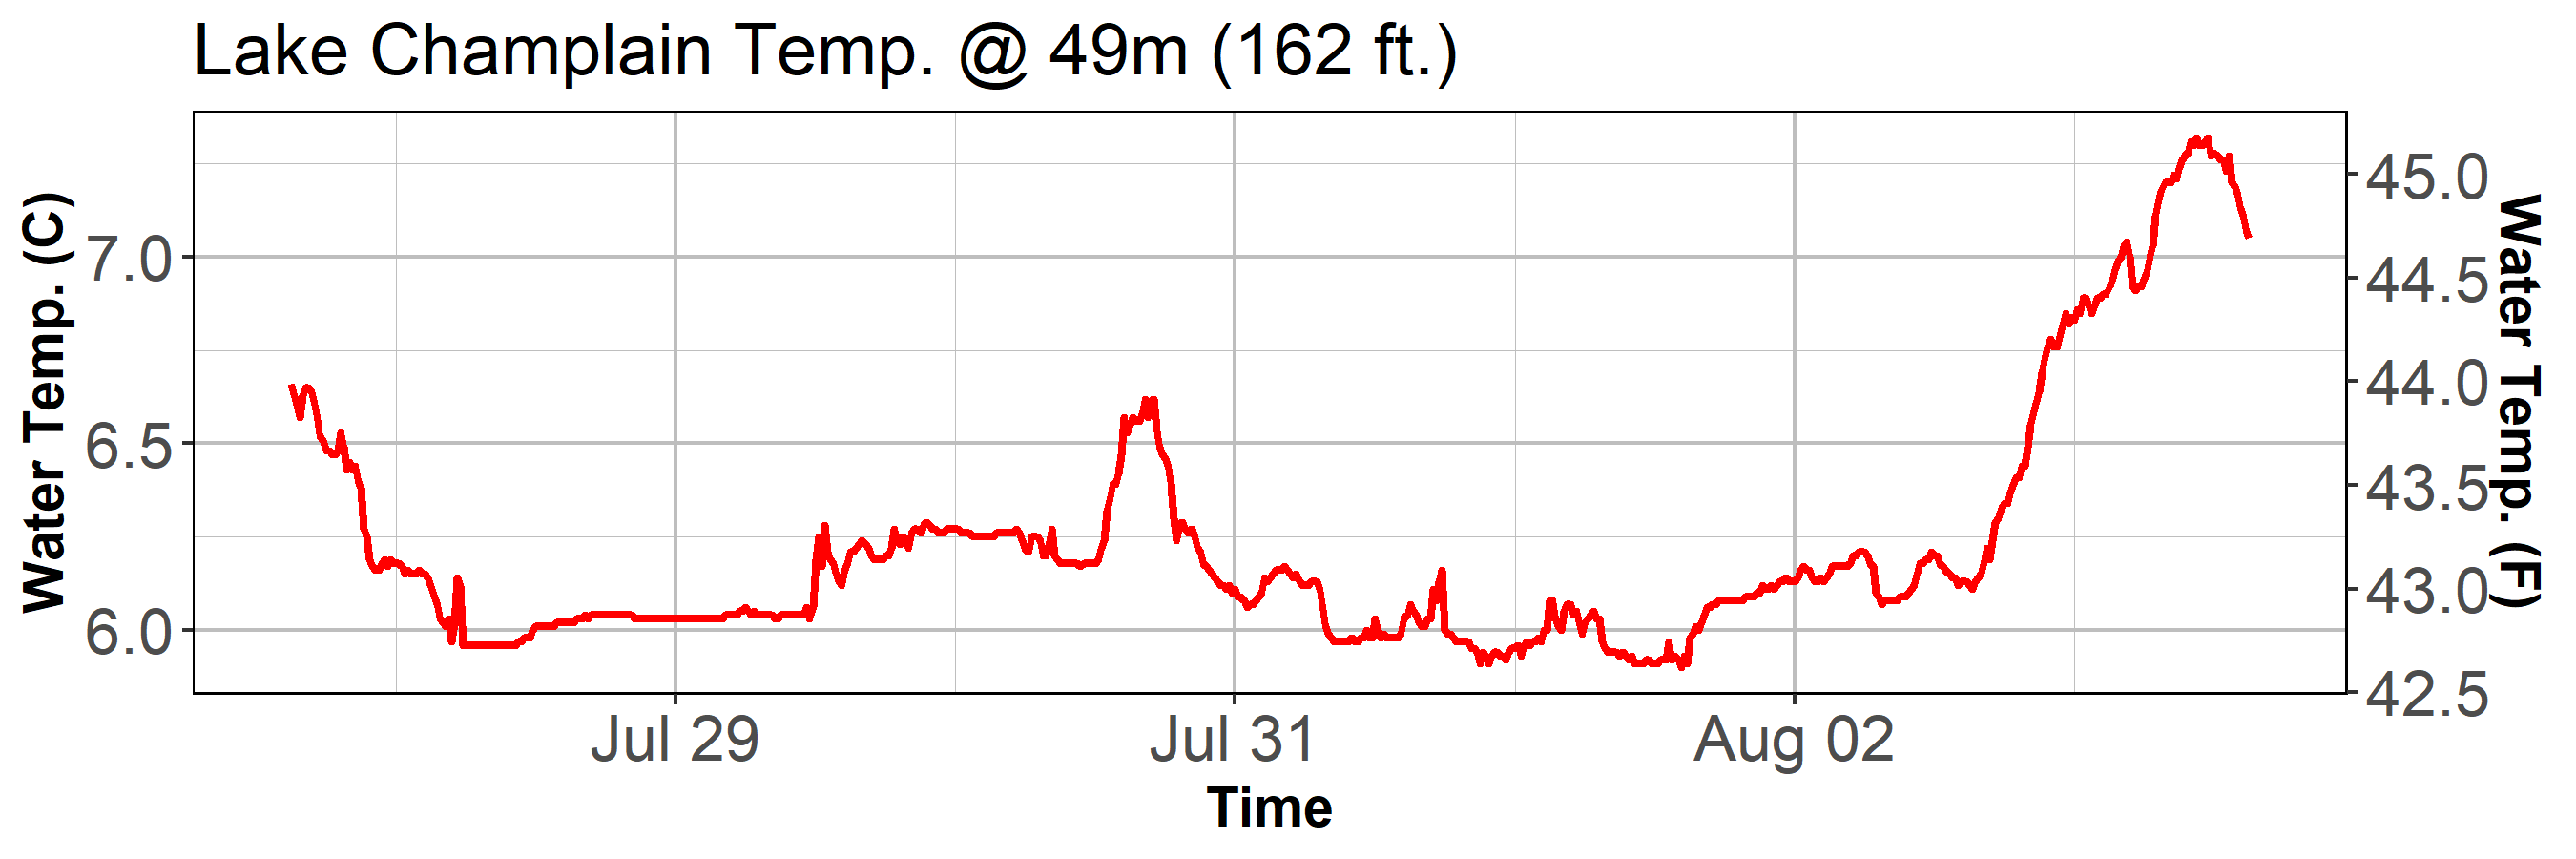 Lake Champlain Temp. @ 49m (162 ft.)
Water Temp. (C)
7.0
6.5
6.0
45.0
44.5
44.0
43.5
43.0
42.5
Water Temp. (F)
Jul 29
Jul 31
Aug 02
Time